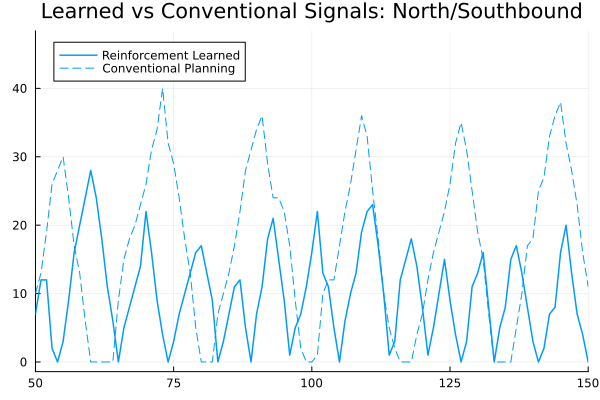 Learned vs Conventional Signals: North/Southbound
Reinforcement Learned
Conventional Planning
40
30
20
10
0
50 75 100 125 150